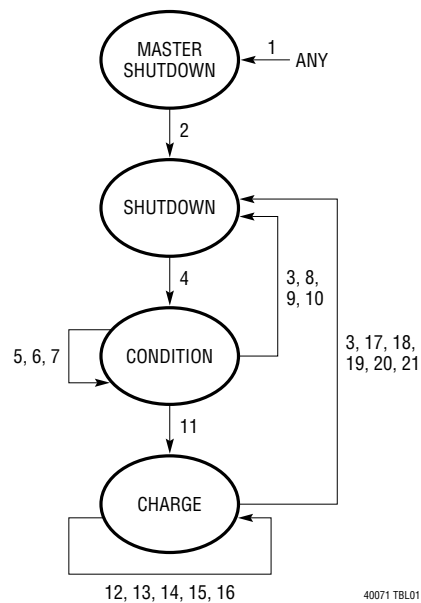 MASTER
SHUTDOWN
1
ANY
2
SHUTDOWN
4
3, 8,
9, 10
3, 17, 18,
19, 20, 21
5, 6, 7
CONDITION
11
CHARGE
12, 13, 14, 15, 16
40071 TBL01